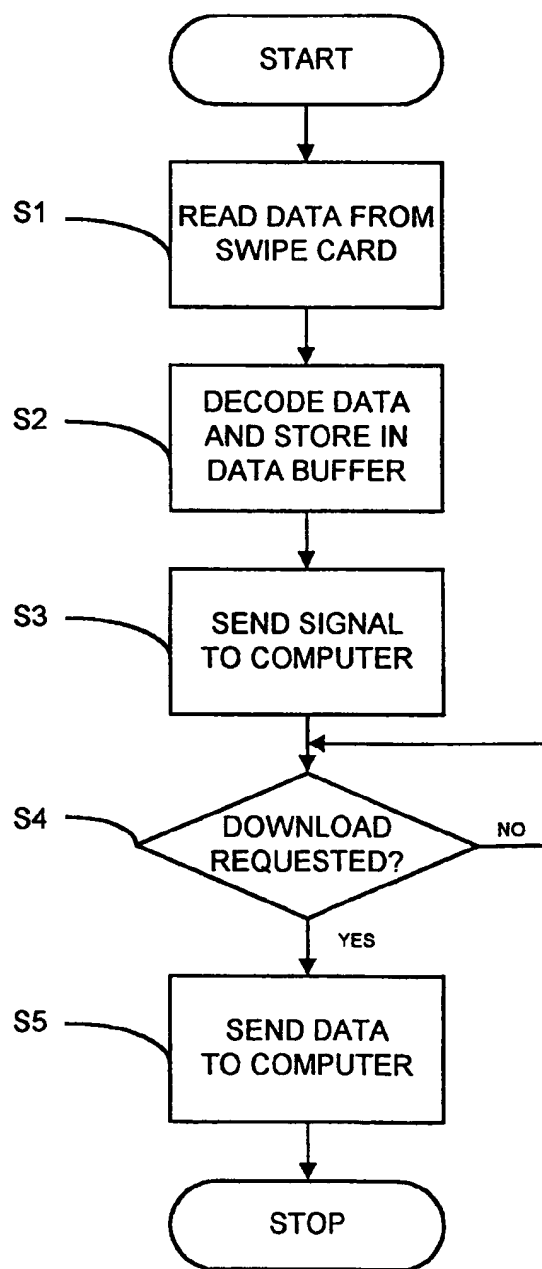 START
S1
READ DATA FROM
SWIPE CARD
S2
DECODE DATA
AND STORE IN
DATA BUFFER
S3
SEND SIGNAL
TO COMPUTER
S4
DOWNLOAD
REQUESTED?
NO
YES
S5
SEND DATA
TO COMPUTER
STOP